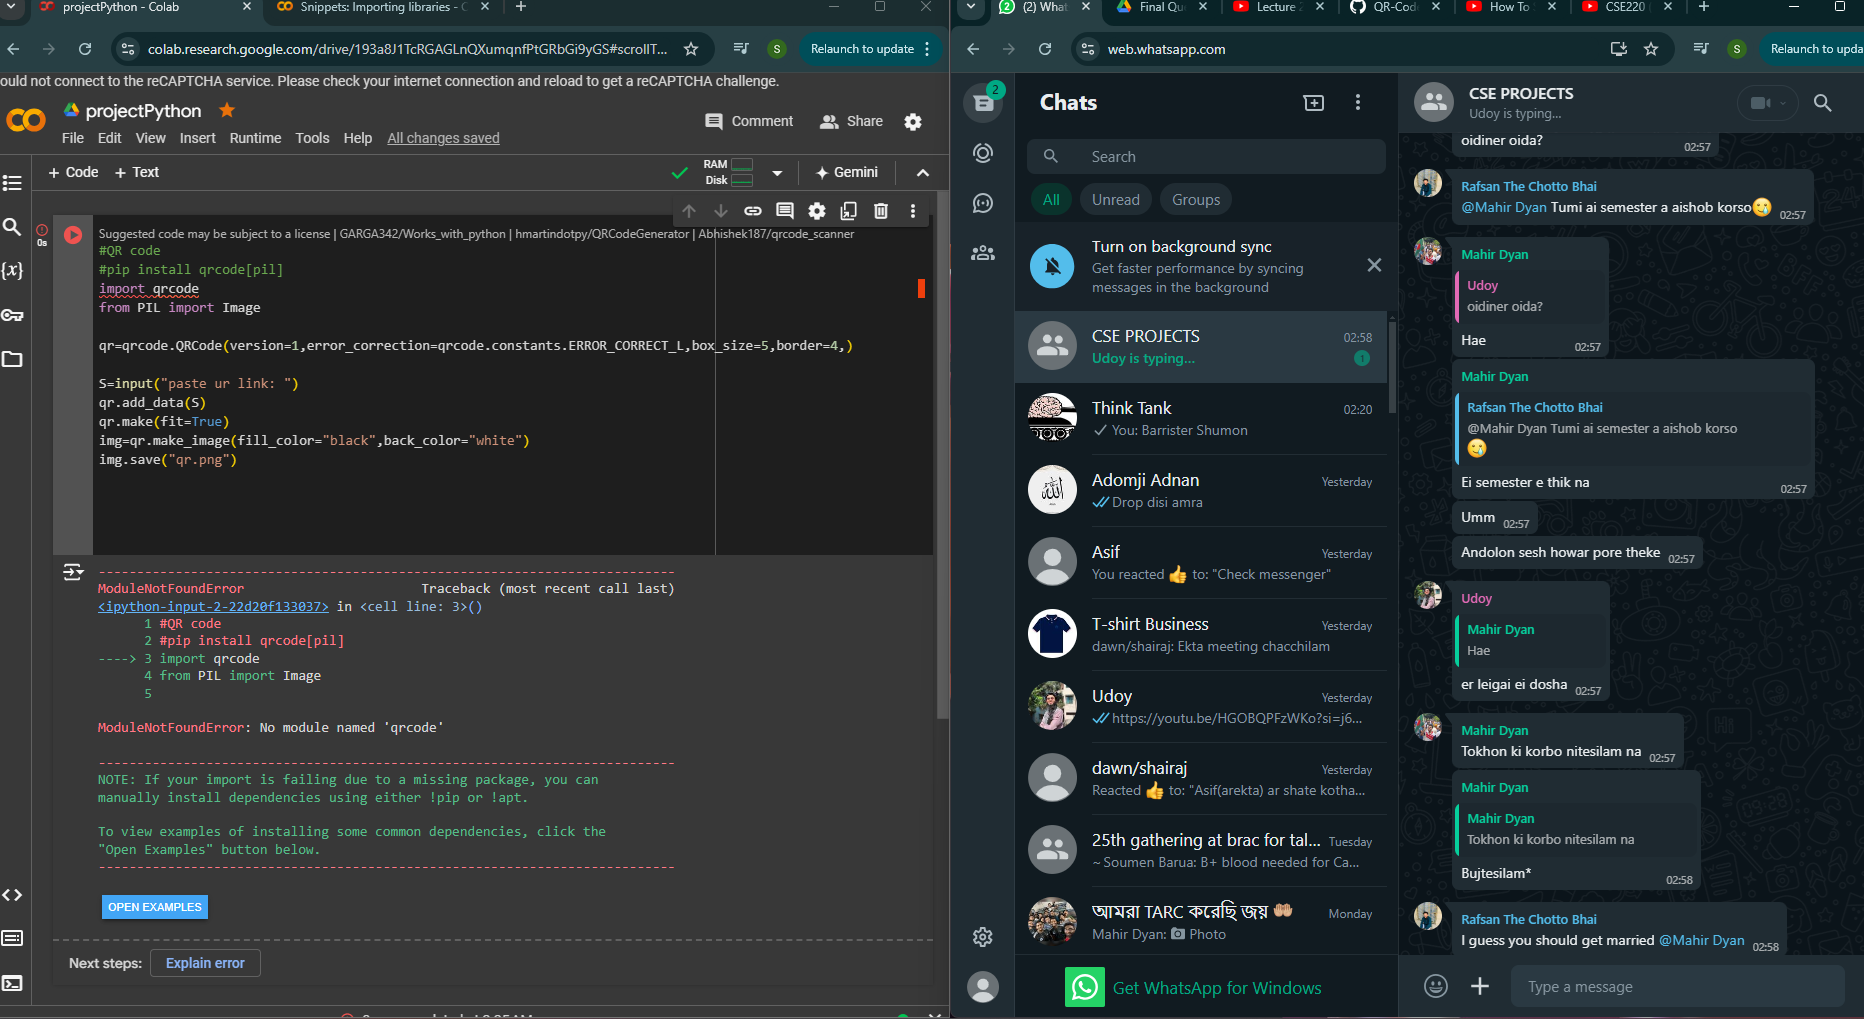 projectPython - Colab
Snippets: Importing libraries -
colab.research.google.com/drive/193a8J1TcRGAGLnQXumqnfPtGRbGi9yGS#scrollT...
S
Relaunch to update
ould not connect to the reCAPTCHA service. Please check your internet connection and reload to get a reCAPTCHA challenge.
projectPython
Comment
Share
File Edit View Insert Runtime Tools Help All changes saved
+ Code + Text
RAM
Disk
Gemini
0s
Suggested code may be subject to a license | GARGA342/Works_with_python | hmartindotpy/QRCodeGenerator | Abhishek187/qrcode_scanner
#QR code
#pip install qrcode[pil]
import qrcode
from PIL import Image
qr=qrcode.QRCode(version=1,error_correction=qrcode.constants.ERROR_CORRECT_L,box_size=5,border=4,)
S=input("paste ur link: ")
qr.add_data(S)
qr.make(fit=True)
img=qr.make_image(fill_color="black",back_color="white")
img.save("qr.png")
---------------------------------------------------------------------------
ModuleNotFoundError Traceback (most recent call last)
<ipython-input-2-22d20f133037> in <cell line: 3>()
1 #QR code
2 #pip install qrcode[pil]
----> 3 import qrcode
4 from PIL import Image
5
ModuleNotFoundError: No module named 'qrcode'
---------------------------------------------------------------------------
NOTE: If your import is failing due to a missing package, you can
manually install dependencies using either !pip or !apt.
To view examples of installing some common dependencies, click the
"Open Examples" button below.
---------------------------------------------------------------------------
OPEN EXAMPLES
Next steps: Explain error
(2) What
Final Qu
Lecture 2
QR-Cod
How To
CSE220
web.whatsapp.com
S
Relaunch to upda
2
Chats
Search
All Unread Groups
Turn on background sync
Get faster performance by syncing
messages in the background
CSE PROJECTS 02:58
Udoy is typing...
Think Tank 02:20
You: Barrister Shumon
Adomji Adnan Yesterday
Drop disi amra
Asif Yesterday
You reacted 👍 to: "Check messenger"
T-shirt Business Yesterday
dawn/shairaj: Ekta meeting chacchilam
Udoy Yesterday
https://youtu.be/HGOBQPFzWKo?si=j6...
dawn/shairaj Yesterday
Reacted 👍 to: "Asif(arekta) ar shate kotha...
25th gathering at brac for tal... Tuesday
~ Soumen Barua: B+ blood needed for Ca...
আমরা TARC করেছি জয় 🤲🏼 Monday
Mahir Dyan: Photo
Get WhatsApp for Windows
CSE PROJECTS
Udoy is typing...
oidiner oida? 02:57
Rafsan The Chotto Bhai
@Mahir Dyan Tumi ai semester a aishob korso🥲 02:57
Mahir Dyan
Udoy
oidiner oida?
Hae 02:57
Mahir Dyan
Rafsan The Chotto Bhai
@Mahir Dyan Tumi ai semester a aishob korso
🥲
Ei semester e thik na 02:57
Umm 02:57
Andolon sesh howar pore theke 02:57
Udoy
Mahir Dyan
Hae
er leigai ei dosha 02:57
Mahir Dyan
Tokhon ki korbo nitesilam na 02:57
Mahir Dyan
Mahir Dyan
Tokhon ki korbo nitesilam na
Bujtesilam* 02:58
Rafsan The Chotto Bhai
I guess you should get married @Mahir Dyan 02:58
Type a message